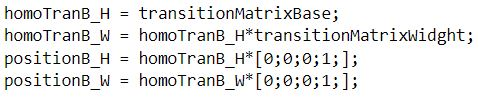 homoTranB_H = transitionMatrixBase;
homoTranB_W = homoTranB_H*transitionMatrixWidght;
positionB_H = homoTranB_H*[0;0;0;1;];
positionB_W = homoTranB_W*[0;0;0;1;];